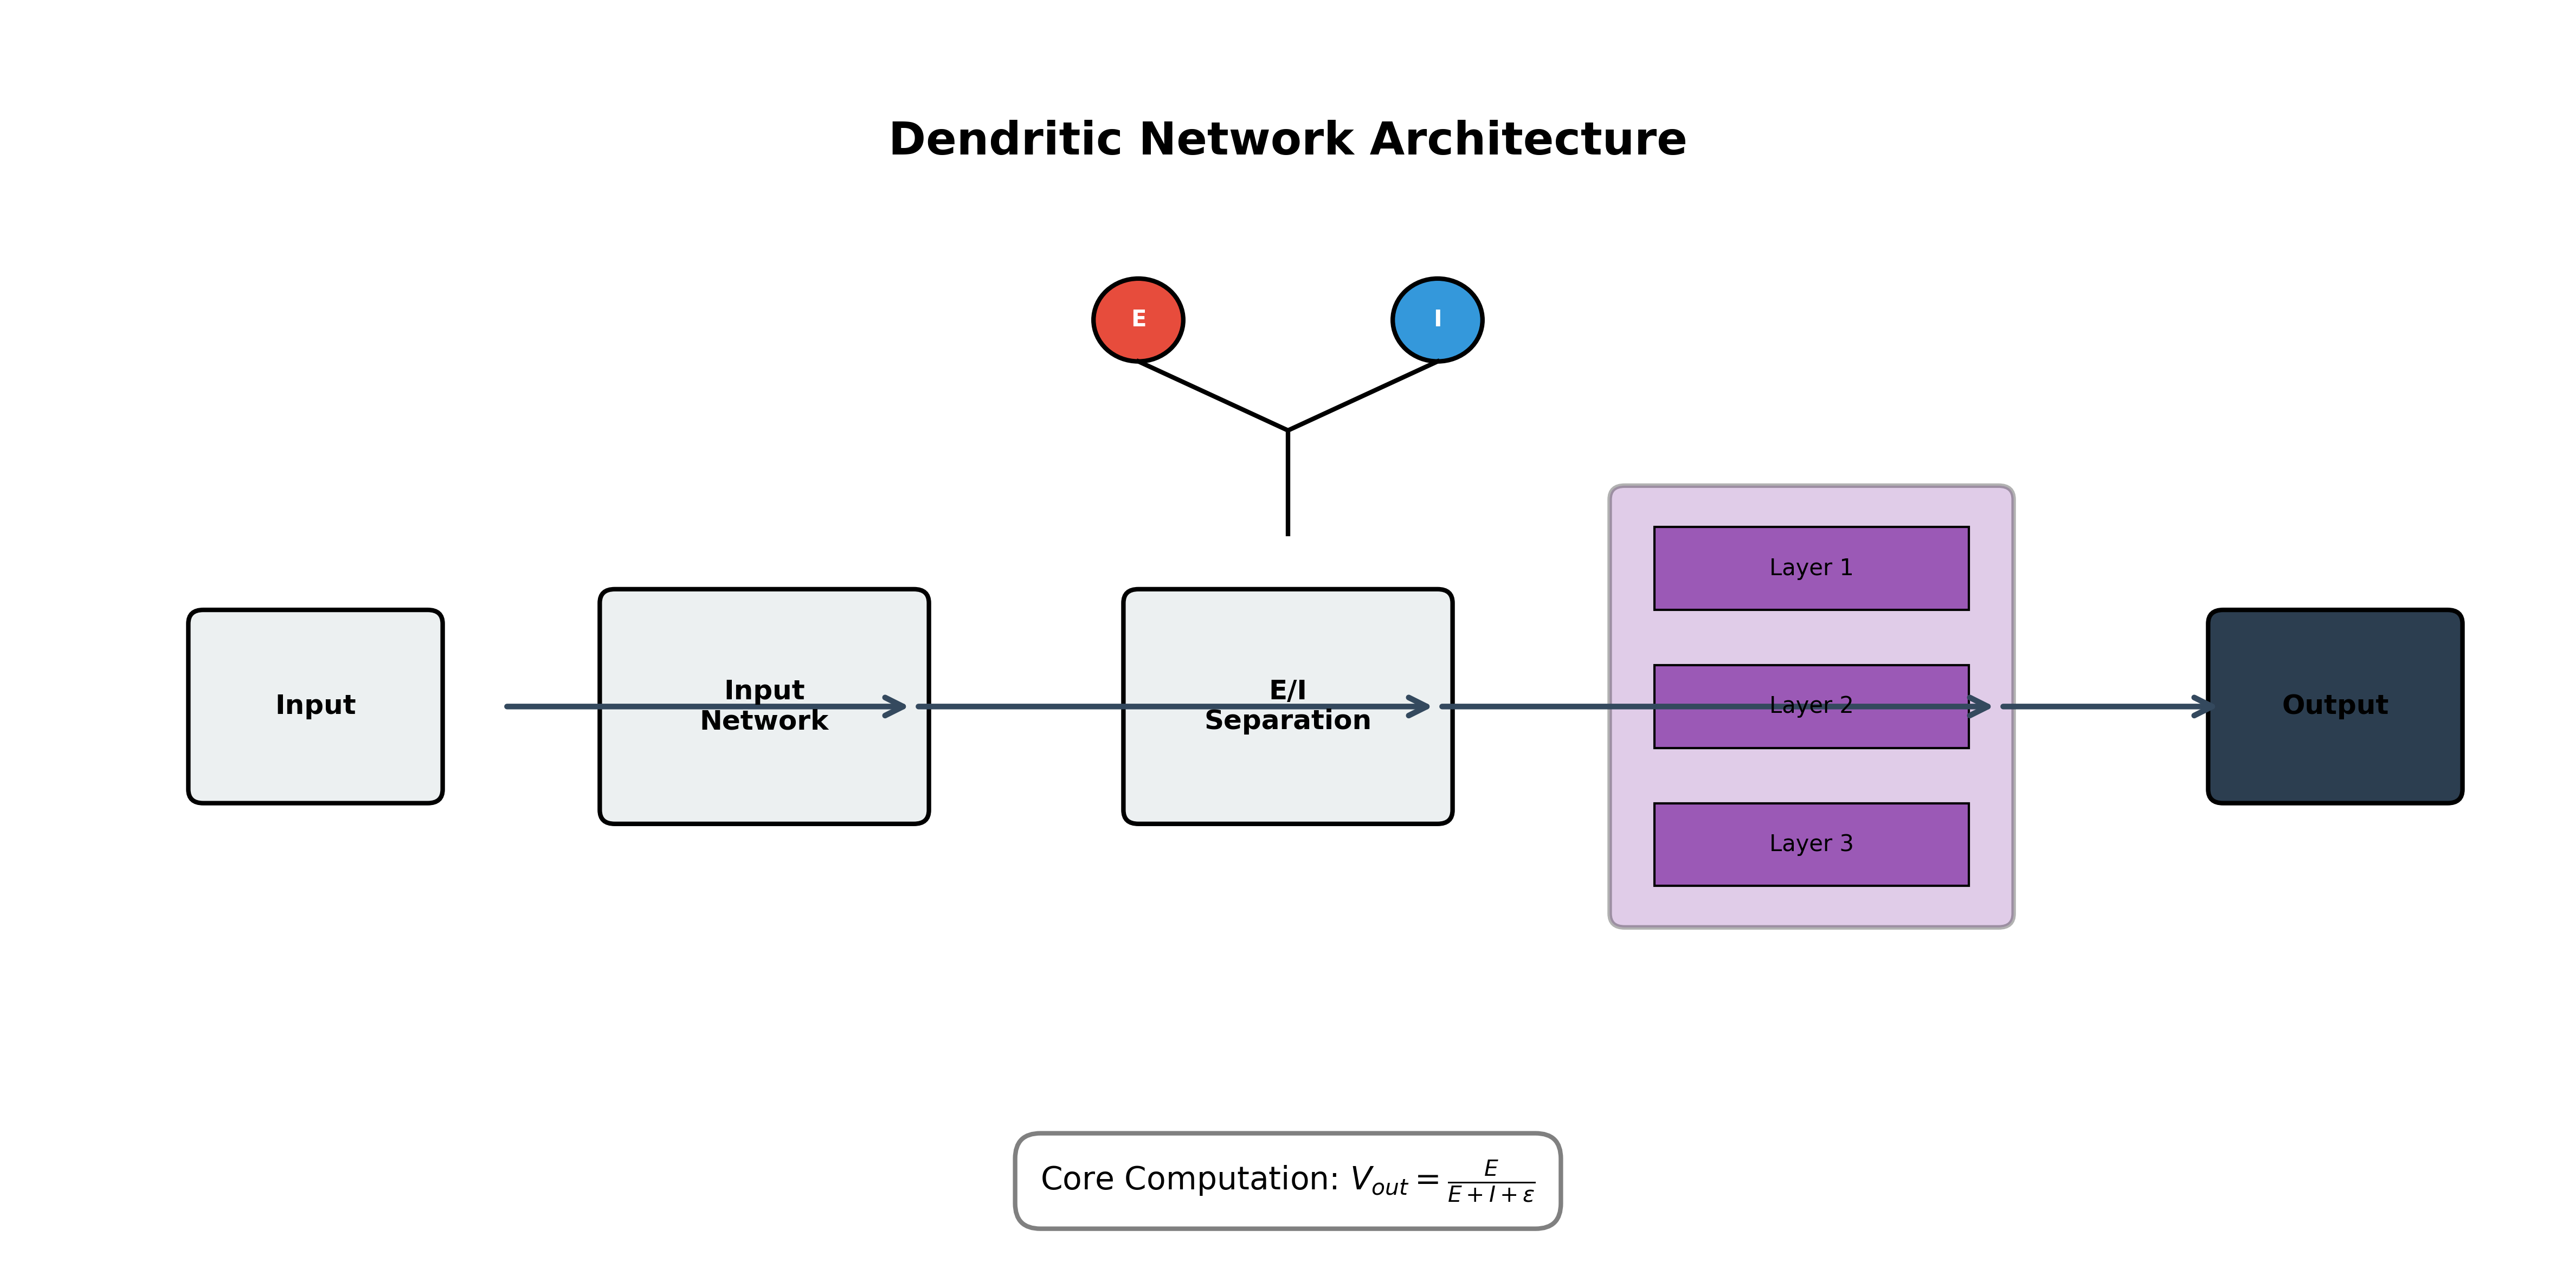 Dendritic Network Architecture
E
I
Input
Input
Network
E/I
Separation
Layer 1
Layer 2
Layer 3
Output
Core Computation: $V_{out} = \frac{E}{E + I + \varepsilon}$